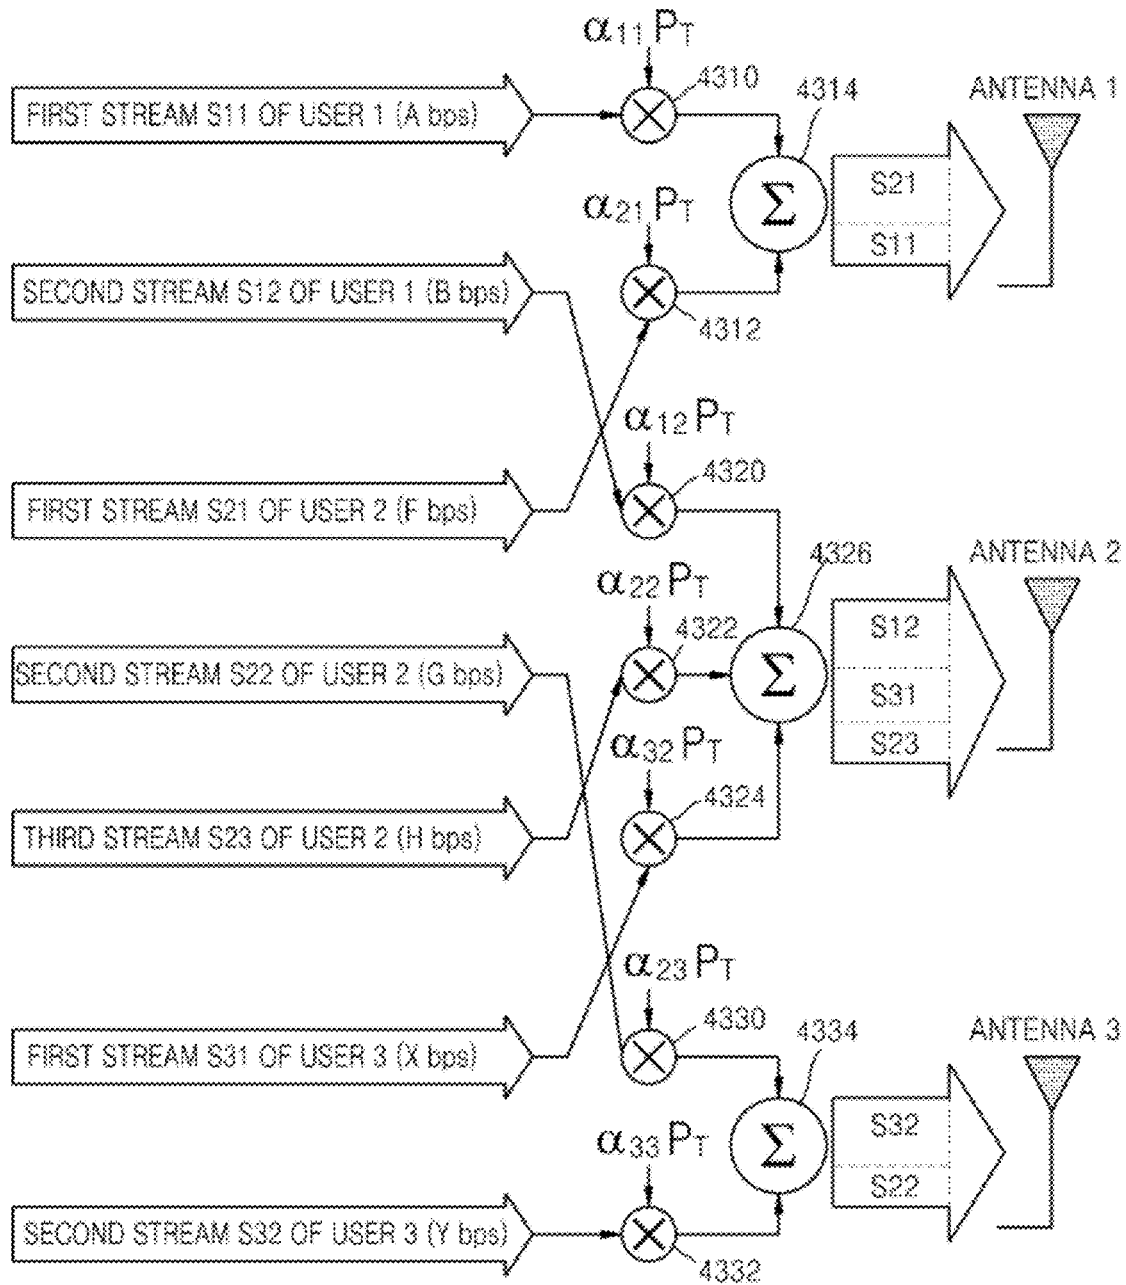 α11 PT
4310
4314
ANTENNA 1
FIRST STREAM S11 OF USER 1 (A bps)
S21
α21 PT
Σ
S11
SECOND STREAM S12 OF USER 1 (B bps)
4312
α12 PT
4320
FIRST STREAM S21 OF USER 2 (F bps)
4326
ANTENNA 2
α22 PT
4322
S12
SECOND STREAM S22 OF USER 2 (G bps)
Σ
S31
α32 PT
S23
4324
THIRD STREAM S23 OF USER 2 (H bps)
α23 PT
4330
4334
ANTENNA 3
FIRST STREAM S31 OF USER 3 (X bps)
S32
α33 PT
Σ
S22
SECOND STREAM S32 OF USER 3 (Y bps)
4332